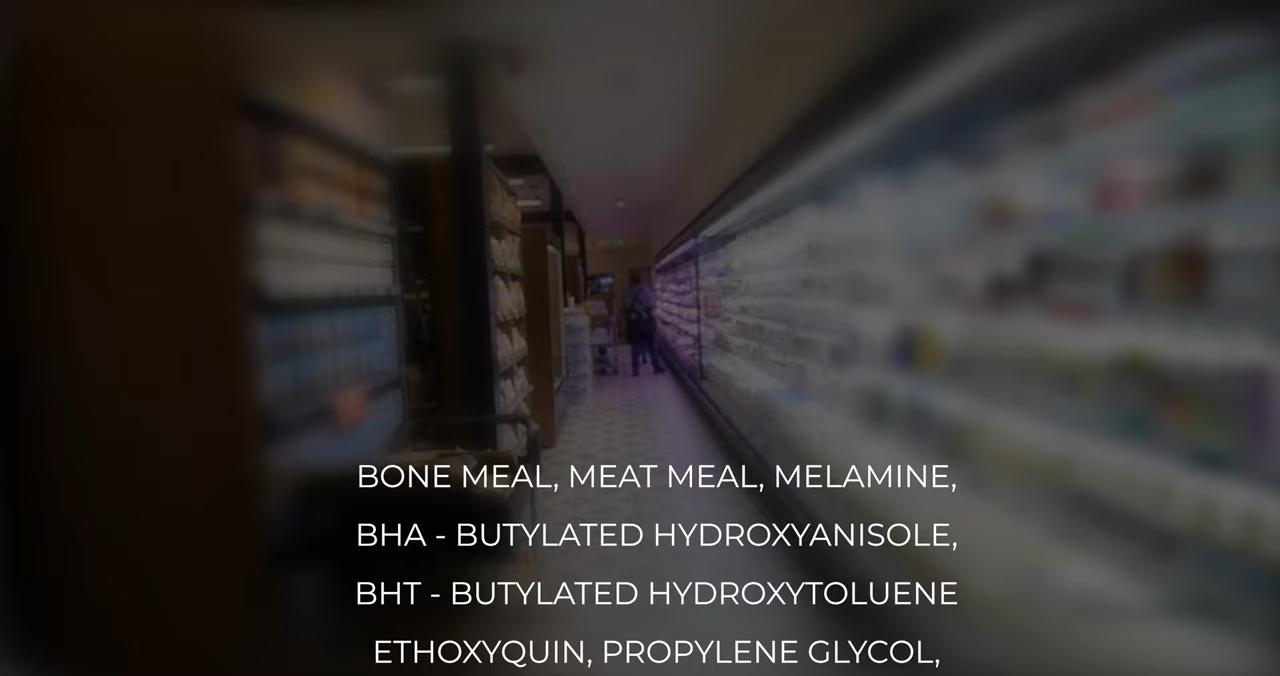 BONE MEAL, MEAT MEAL, MELAMINE,
BHA - BUTYLATED HYDROXYANISOLE,
BHT - BUTYLATED HYDROXYTOLUENE
ETHOXYQUIN, PROPYLENE GLYCOL,